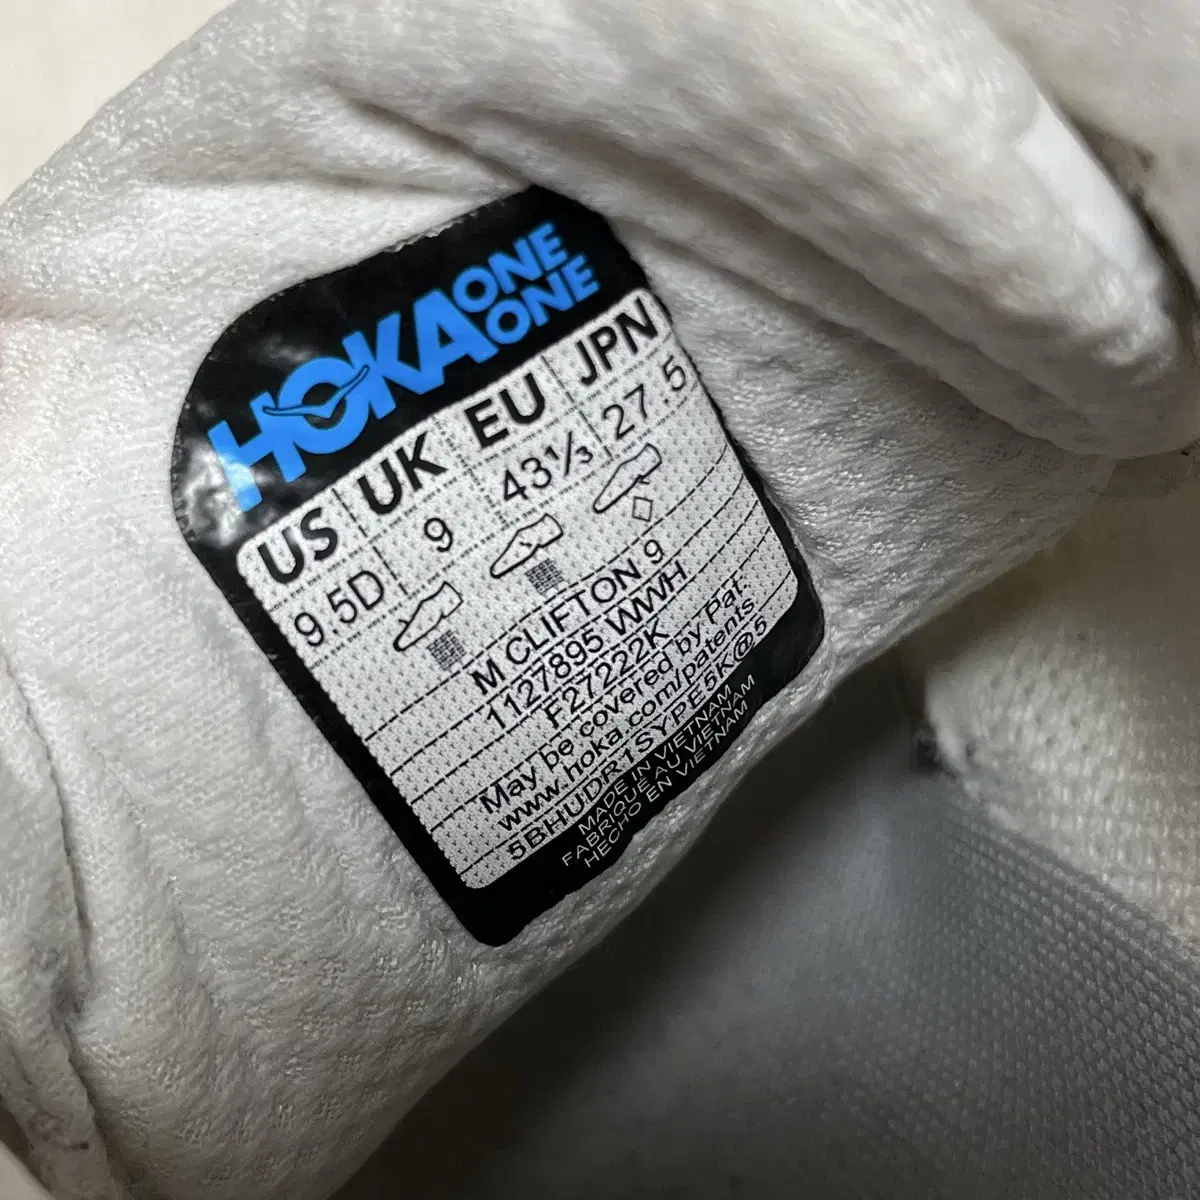 HOKA ONE ONE
US UK EU JPN
9.5D 9 43⅓ 27.5
M CLIFTON 9
1127895 WWH
F27222K
May be covered by Pat.
www.hoka.com/patents
5BHUDR1SYPE5K@5
MADE IN VIETNAM
FABRIQUÉ AU VIETNAM
HECHO EN VIETNAM